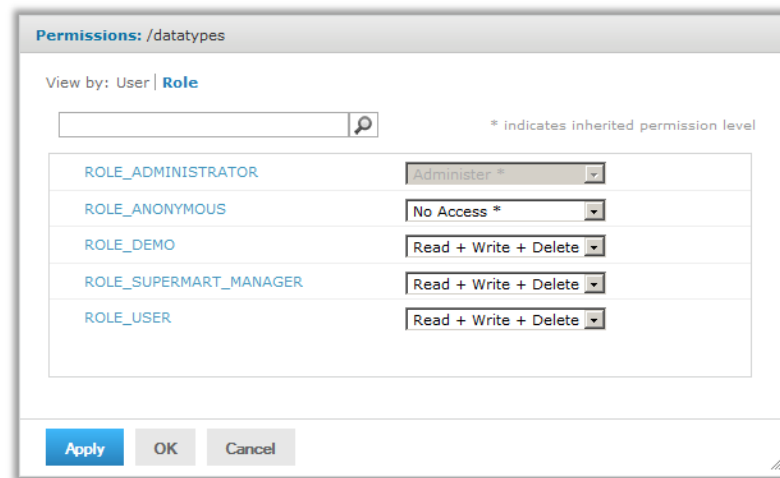 Permissions: /datatypes
View by: User | Role
* indicates inherited permission level
ROLE_ADMINISTRATOR Administer *
ROLE_ANONYMOUS No Access *
ROLE_DEMO Read + Write + Delete
ROLE_SUPERMART_MANAGER Read + Write + Delete
ROLE_USER Read + Write + Delete
Apply OK Cancel